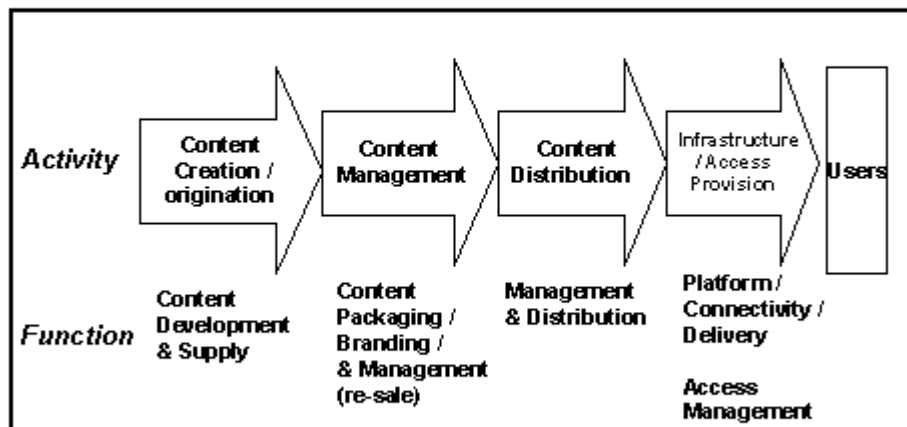 Activity
Content
Creation /
origination
Content
Management
Content
Distribution
Infrastructure
/ Access
Provision
Users
Function
Content
Development
& Supply
Content
Packaging /
Branding /
& Management
(re-sale)
Management
& Distribution
Platform /
Connectivity /
Delivery
Access
Management